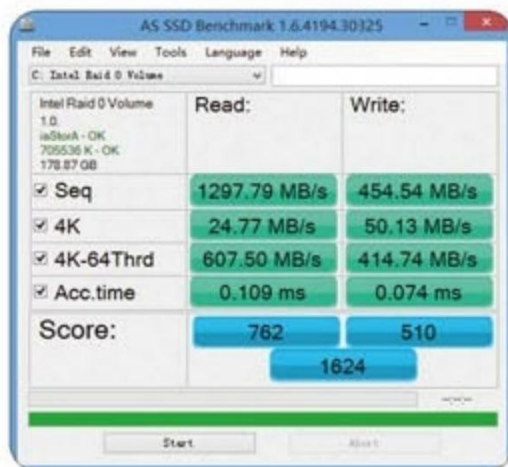 AS SSD Benchmark 1.6.4194.30325
File Edit View Tools Language Help
C: Intel Raid 0 Volume
Intel Raid 0 Volume
1.0.
iaStorA - OK
705536 K - OK
178.87 GB
Read: Write:
Seq 1297.79 MB/s 454.54 MB/s
4K 24.77 MB/s 50.13 MB/s
4K-64Thrd 607.50 MB/s 414.74 MB/s
Acc.time 0.109 ms 0.074 ms
Score: 762 510
1624
-:--:--
Start Abort